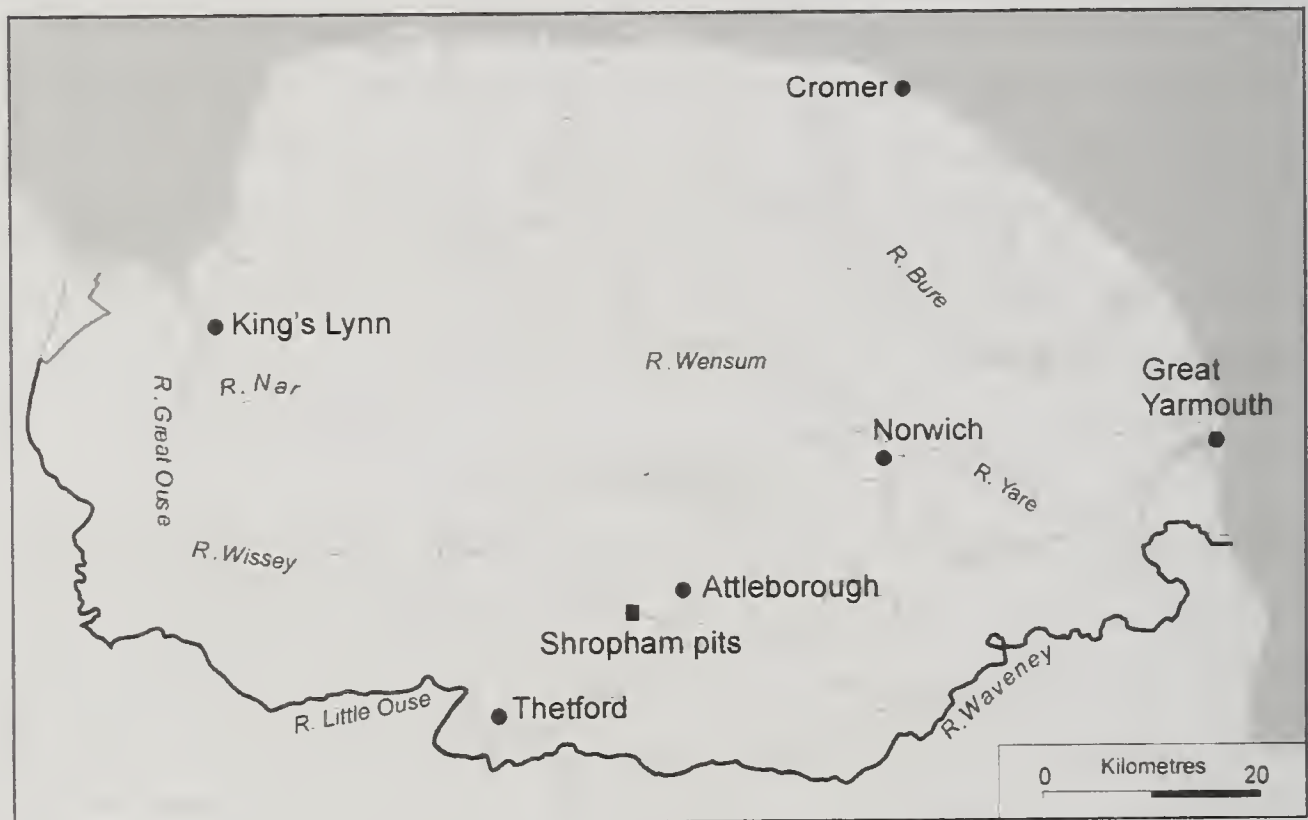 Cromer
R. Bure
King's Lynn
R. Nar
R. Wensum
Great
Yarmouth
R. Great Ouse
Norwich
R. Yare
R. Wissey
Attleborough
Shropham pits
R. Little Ouse
Thetford
R. Waveney
Kilometres
0 20